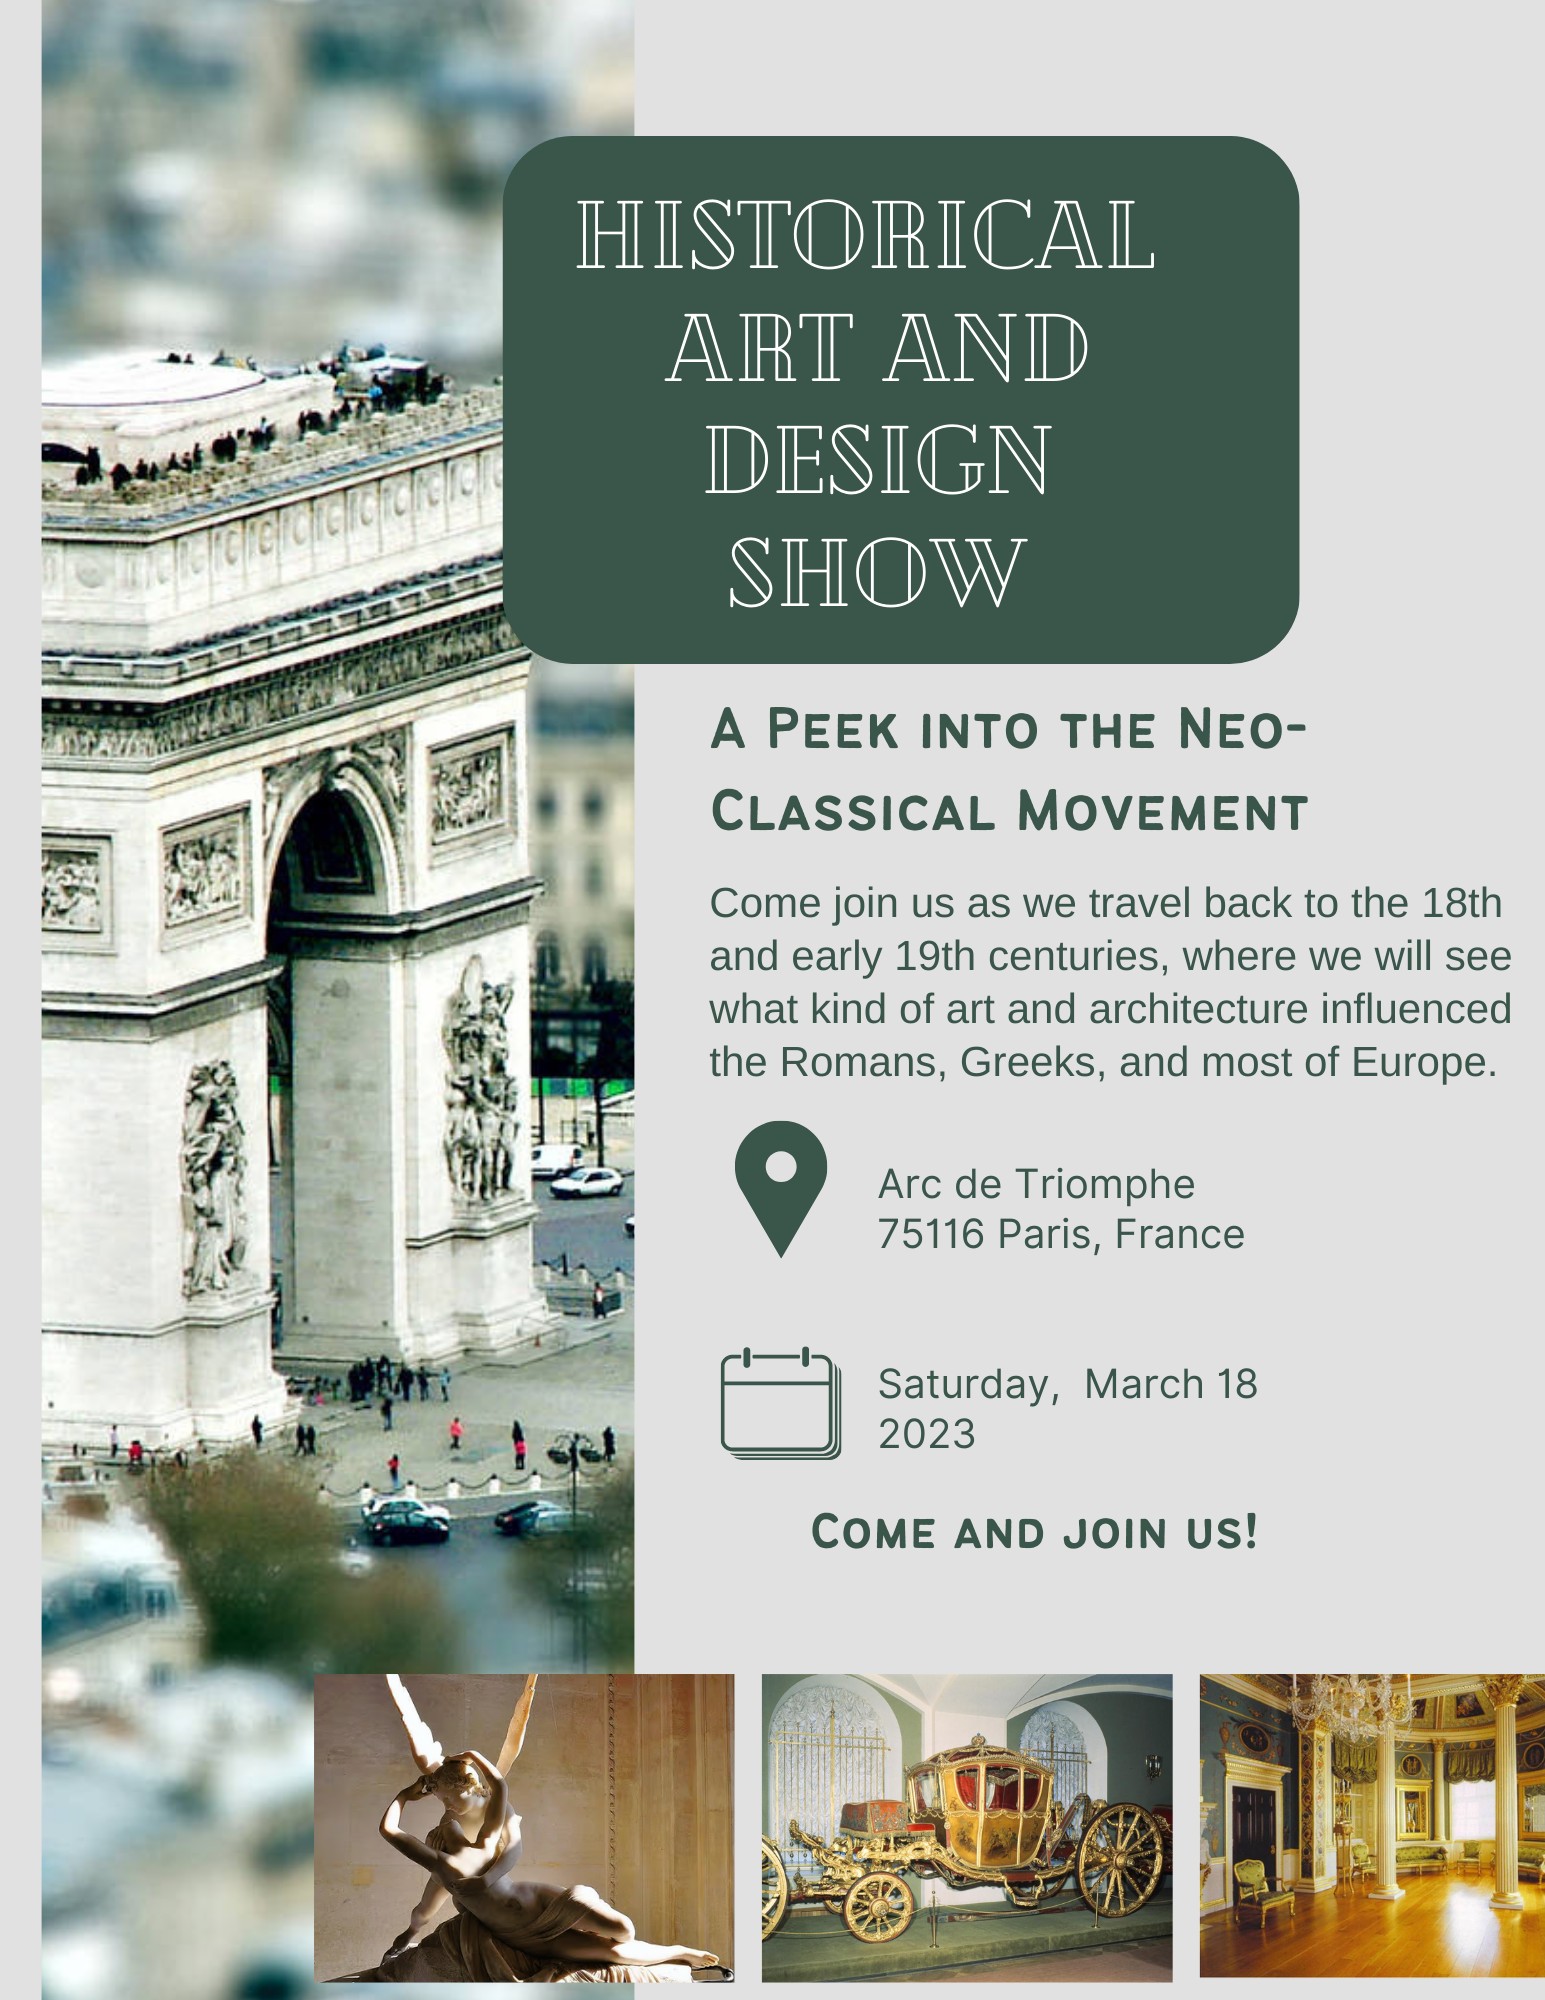 HISTORICAL
ART AND
DESIGN
SHOW
A Peek into the Neo-
Classical Movement
Come join us as we travel back to the 18th
and early 19th centuries, where we will see
what kind of art and architecture influenced
the Romans, Greeks, and most of Europe.
Arc de Triomphe
75116 Paris, France
Saturday,  March 18
2023
Come and join us!